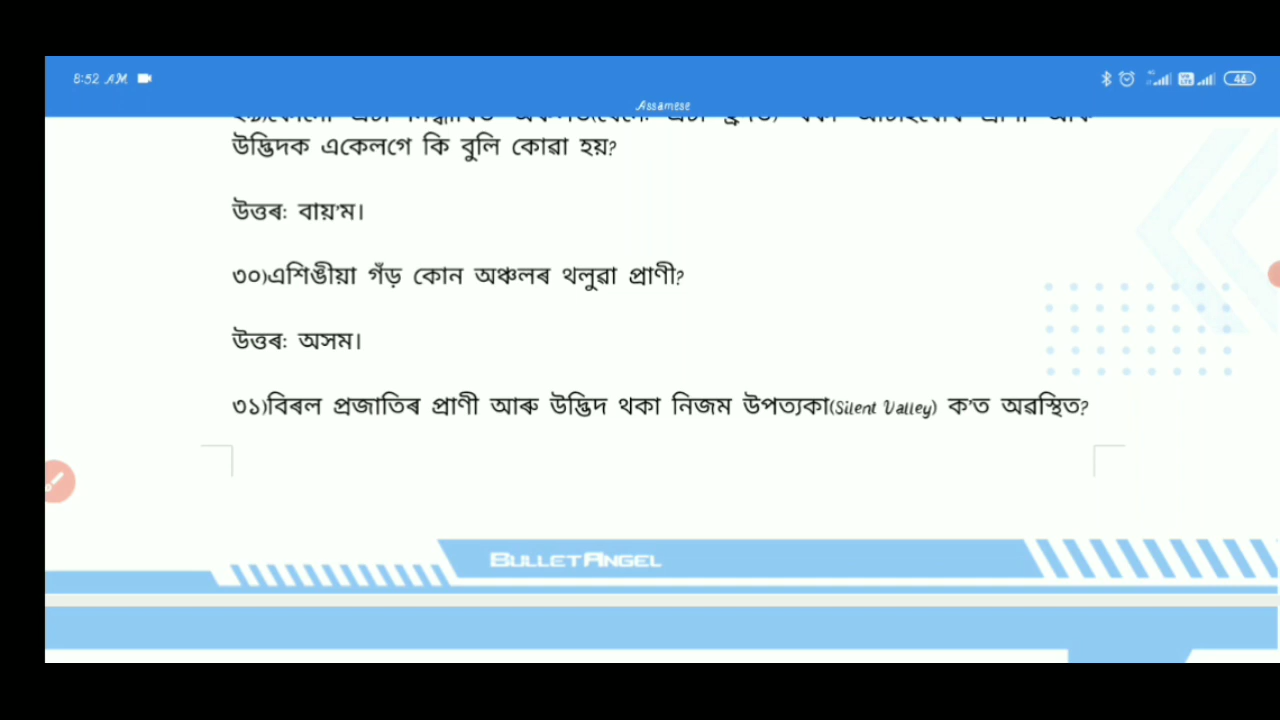 8:52 AM
46
Assamese
উদ্ভিদক একেলগে কি বুলি কোৱা হয়?
উত্তৰ: বায়'ম।
৩০)এশিঙীয়া গঁড় কোন অঞ্চলৰ থলুৱা প্ৰাণী?
উত্তৰ: অসম।
৩১)বিৰল প্ৰজাতিৰ প্ৰাণী আৰু উদ্ভিদ থকা নিজম উপত্যকা(Silent Valley) ক'ত অৱস্থিত?
BULLETANGEL